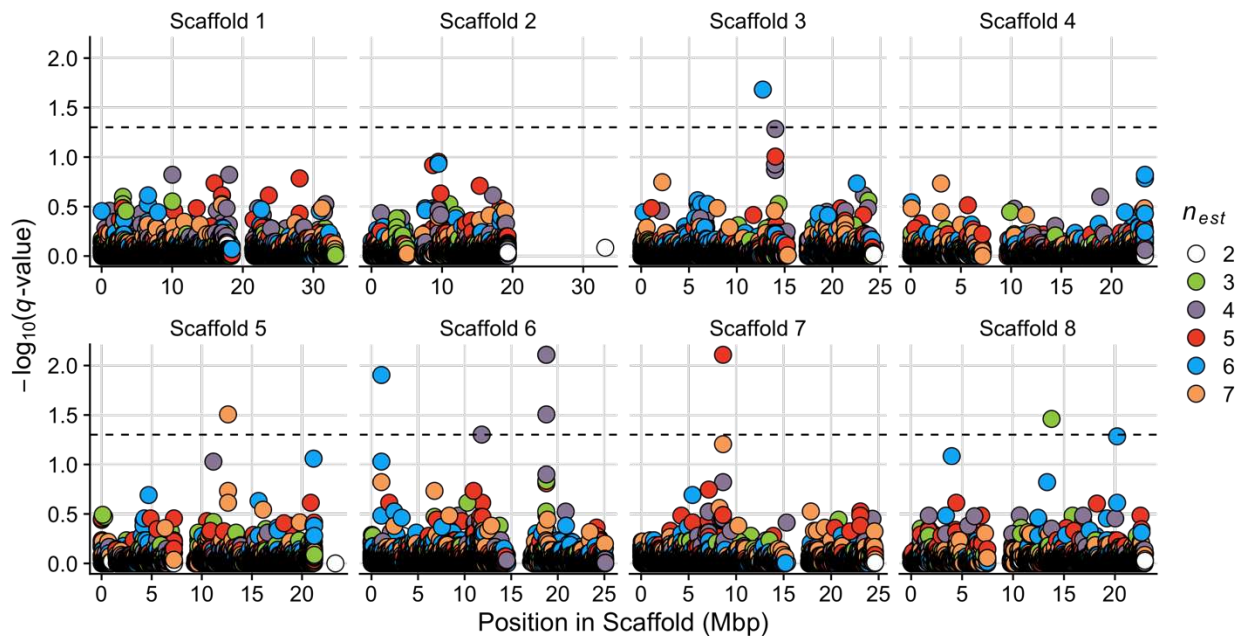 Scaffold 1 Scaffold 2 Scaffold 3 Scaffold 4
2.0
1.5
1.0
0.5
0.0
0 10 20 30 0 10 20 30 0 5 10 15 20 25 0 5 10 15 20
Scaffold 5 Scaffold 6 Scaffold 7 Scaffold 8
2.0
1.5
1.0
0.5
0.0
0 5 10 15 20 0 5 10 15 20 25 0 5 10 15 20 25 0 5 10 15 20
Position in Scaffold (Mbp)
−log10(q-value)
nest
2
3
4
5
6
7